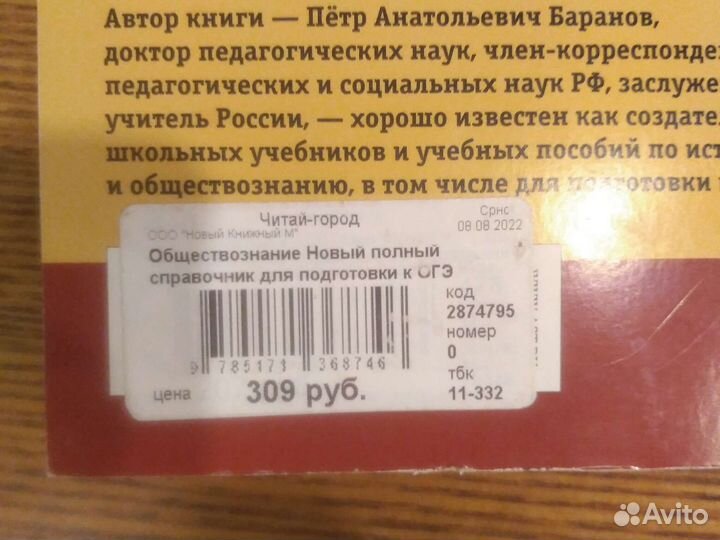 Автор книги — Пётр Анатольевич Баранов,
доктор педагогических наук, член-корреспонде
педагогических и социальных наук РФ, заслуже
учитель России, — хорошо известен как создате
школьных учебников и учебных пособий по ист
и обществознанию, в том числе для подготовки
Читай-город
Срнс
ООО "Новый Книжный М"
08 08 2022
Обществознание Новый полный
справочник для подготовки к ОГЭ
код
2874795
номер
0
тбк
11-332
9 785171 368746
цена 309 руб.
Avito